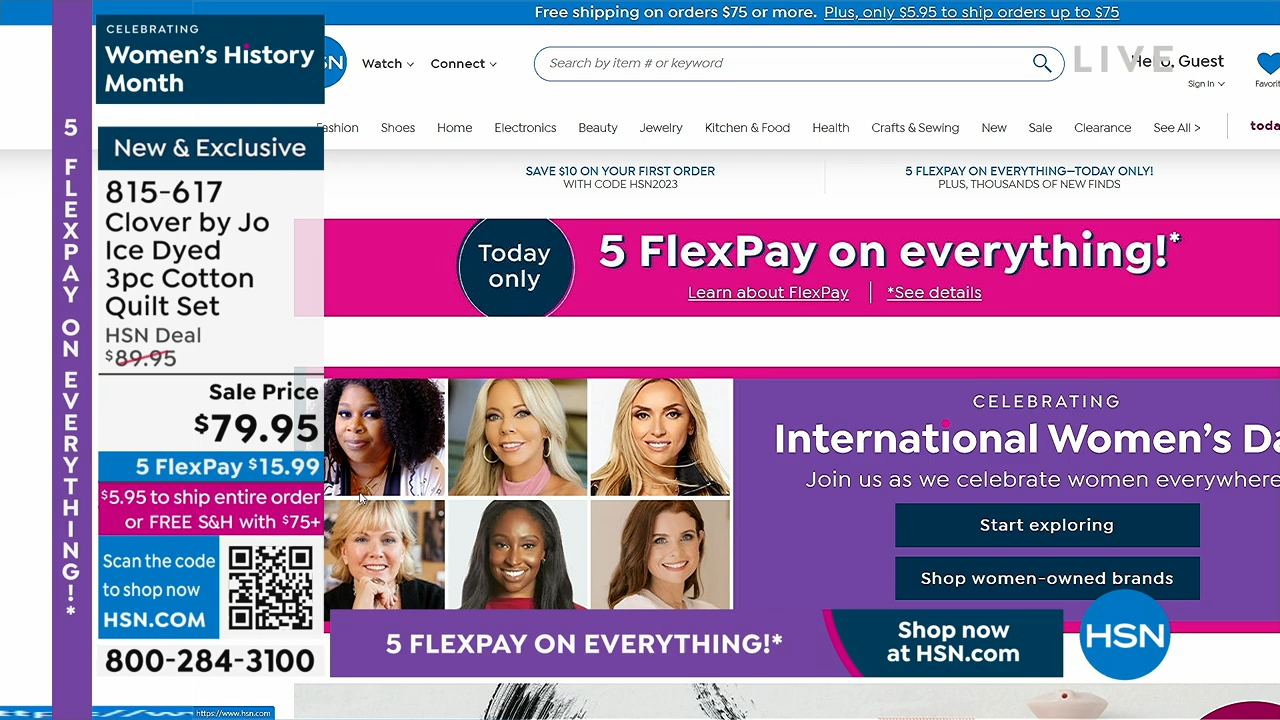 Free shipping on orders $75 or more. Plus, only $5.95 to ship orders up to $75
CELEBRATING
Women's History
Month
Watch
Connect
Search by item # or keyword
LIVE
Hello, Guest
Sign In
Fashion
Shoes
Home
Electronics
Beauty
Jewelry
Kitchen & Food
Health
Crafts & Sewing
New
Sale
Clearance
See All >
5 FLEXPAY ON EVERYTHING!*
SAVE $10 ON YOUR FIRST ORDER
WITH CODE HSN2023
5 FLEXPAY ON EVERYTHING—TODAY ONLY!
PLUS, THOUSANDS OF NEW FINDS
New & Exclusive
815-617
Clover by Jo
Ice Dyed
3pc Cotton
Quilt Set
HSN Deal
$89.95
Sale Price
$79.95
5 FlexPay $15.99
$5.95 to ship entire order
or FREE S&H with $75+
Scan the code
to shop now
HSN.COM
800-284-3100
Today
only
5 FlexPay on everything!*
Learn about FlexPay
*See details
CELEBRATING
International Women's Da
Join us as we celebrate women everywhere
Start exploring
Shop women-owned brands
5 FLEXPAY ON EVERYTHING!*
Shop now
at HSN.com
HSN
https://www.hsn.com